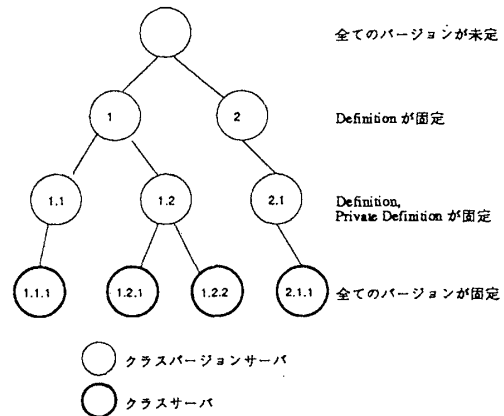 全てのバージョンが未定
1
2
Definition が固定
1.1
1.2
2.1
Definition,
Private Definition が固定
1.1.1
1.2.1
1.2.2
2.1.1
全てのバージョンが固定
クラスバージョンサーバ
クラスサーバ